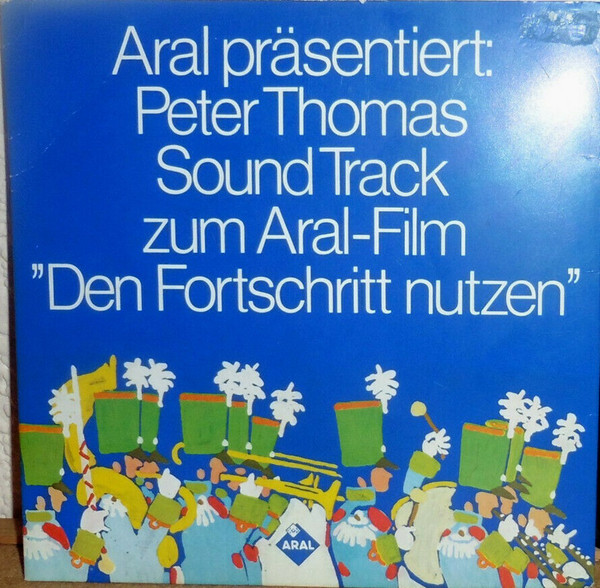 Aral präsentiert:
Peter Thomas
Sound Track
zum Aral-Film
”Den Fortschritt nutzen”
ARAL